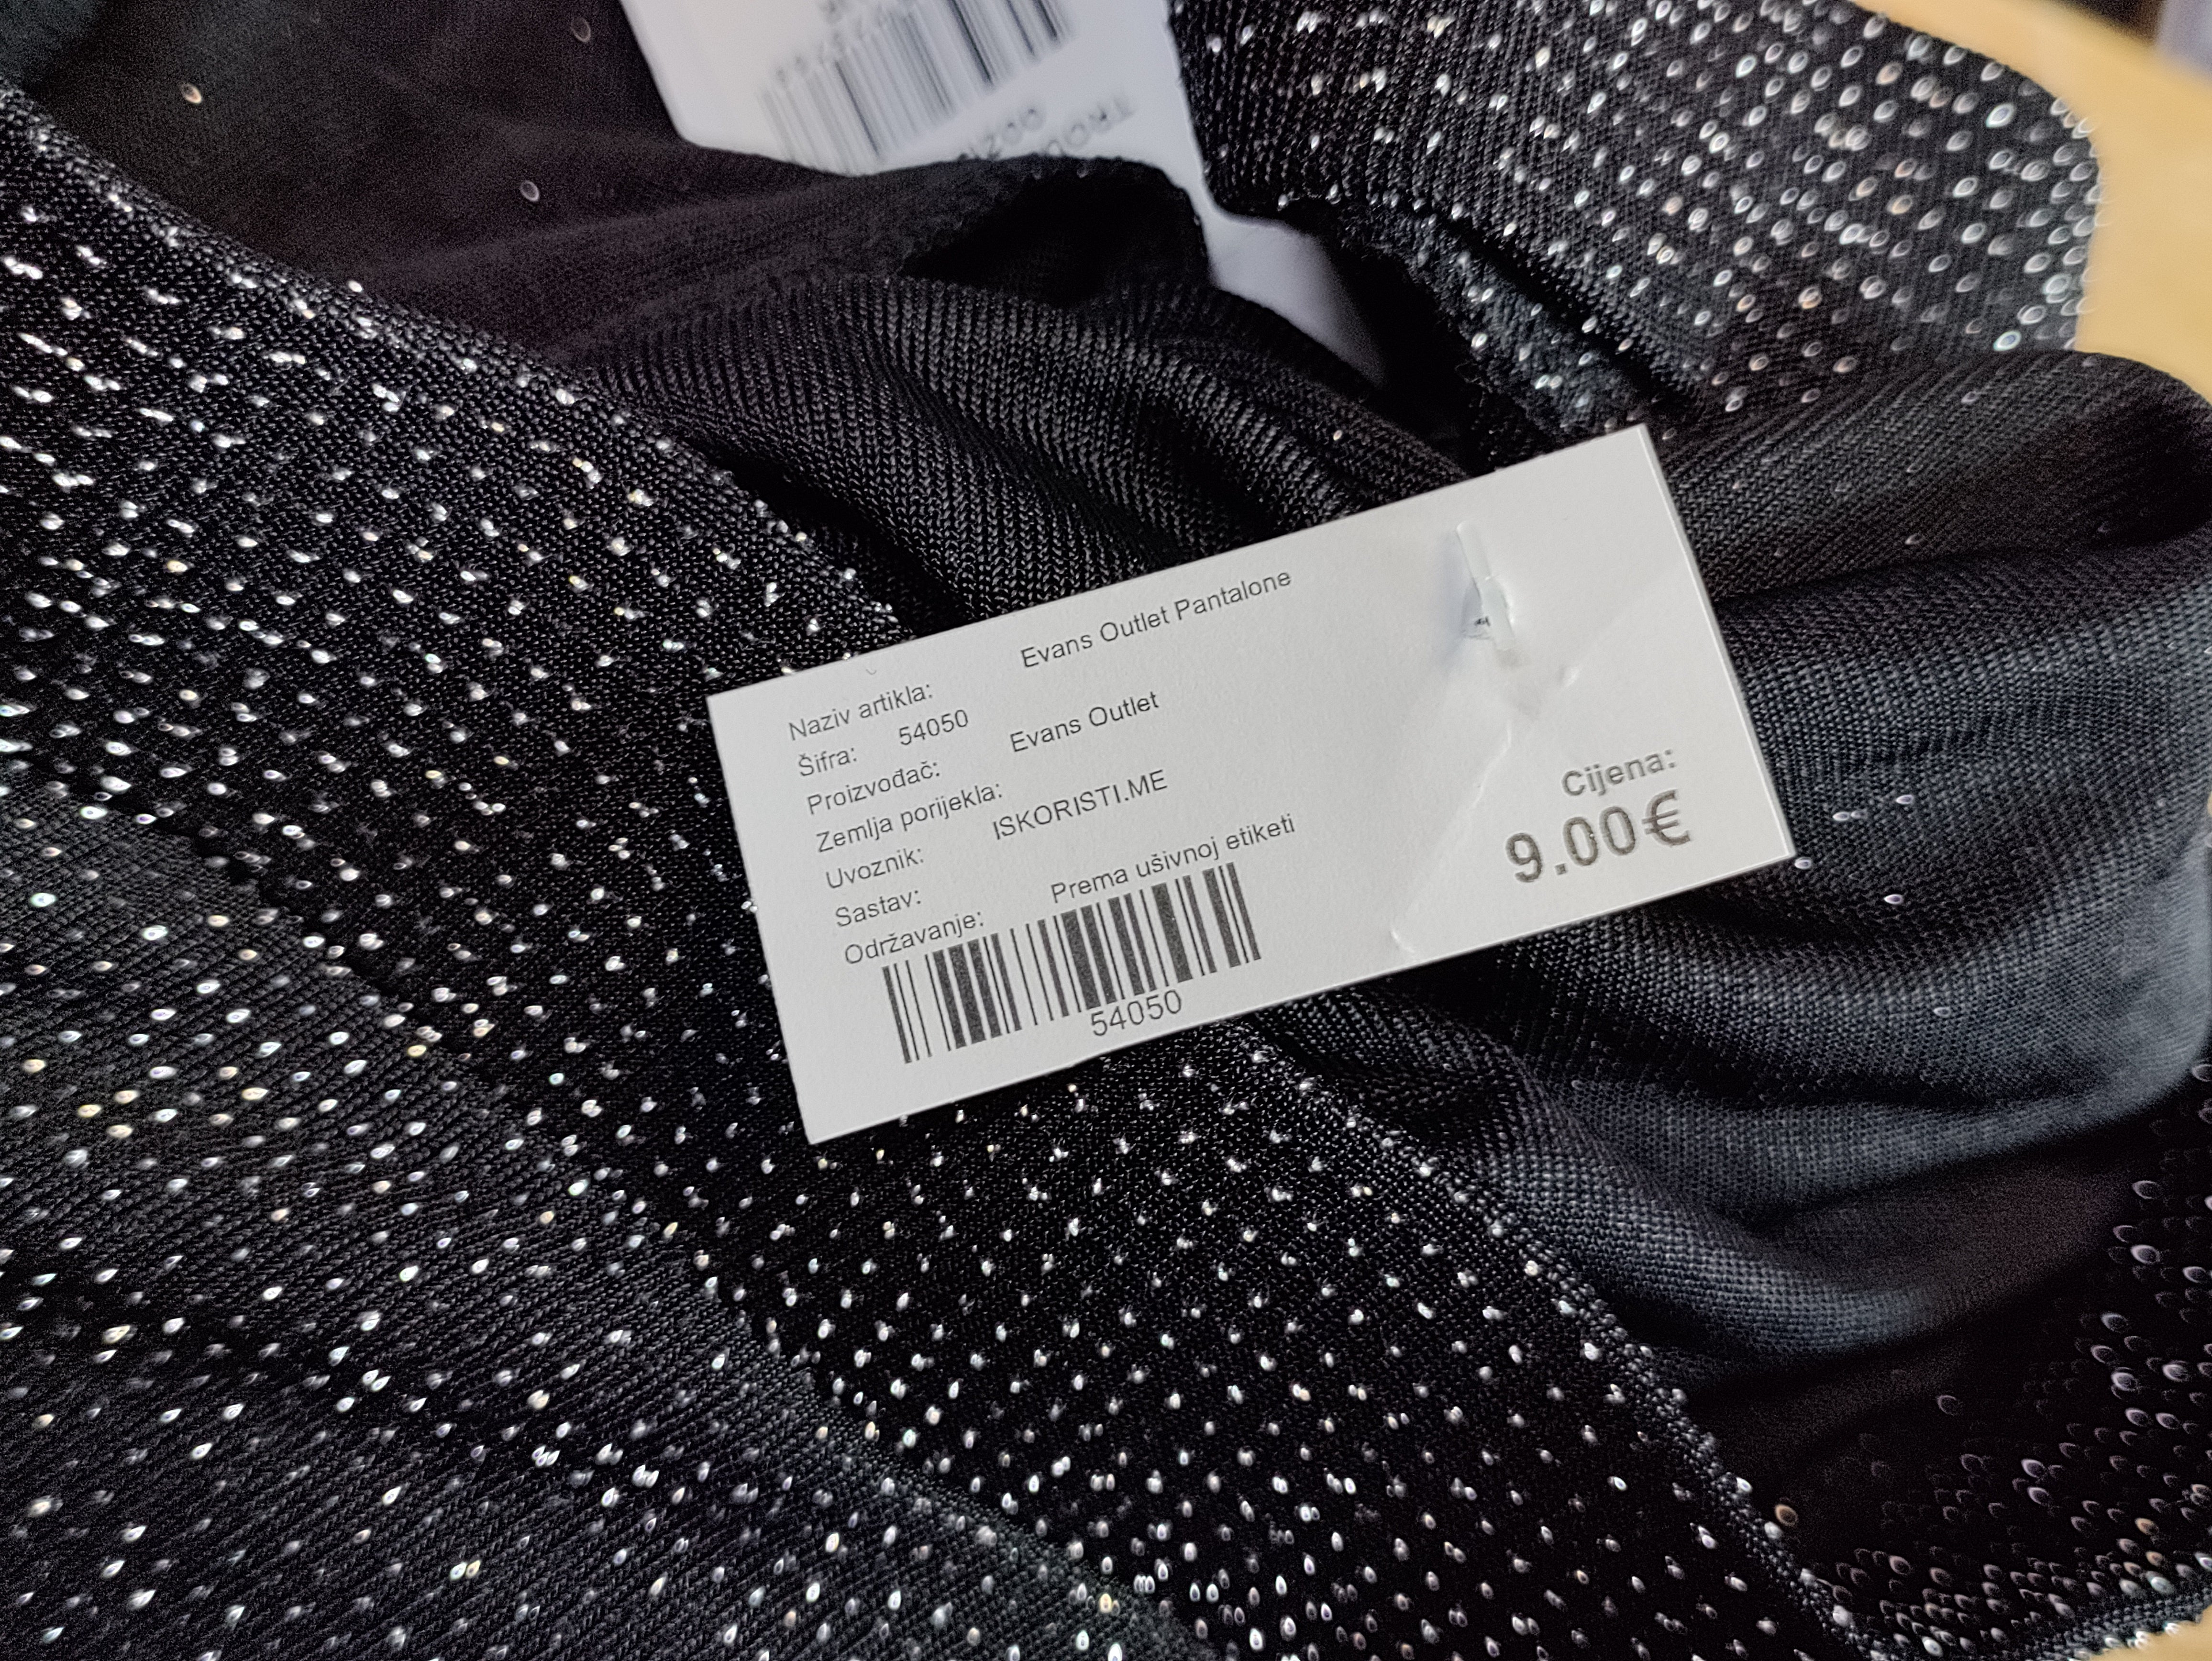 Naziv artikla: Evans Outlet Pantalone
Šifra: 54050
Proizvođač: Evans Outlet
Zemlja porijekla:
Uvoznik: ISKORISTI.ME
Sastav:
Održavanje: Prema ušivnoj etiketi
54050
Cijena:
9.00€